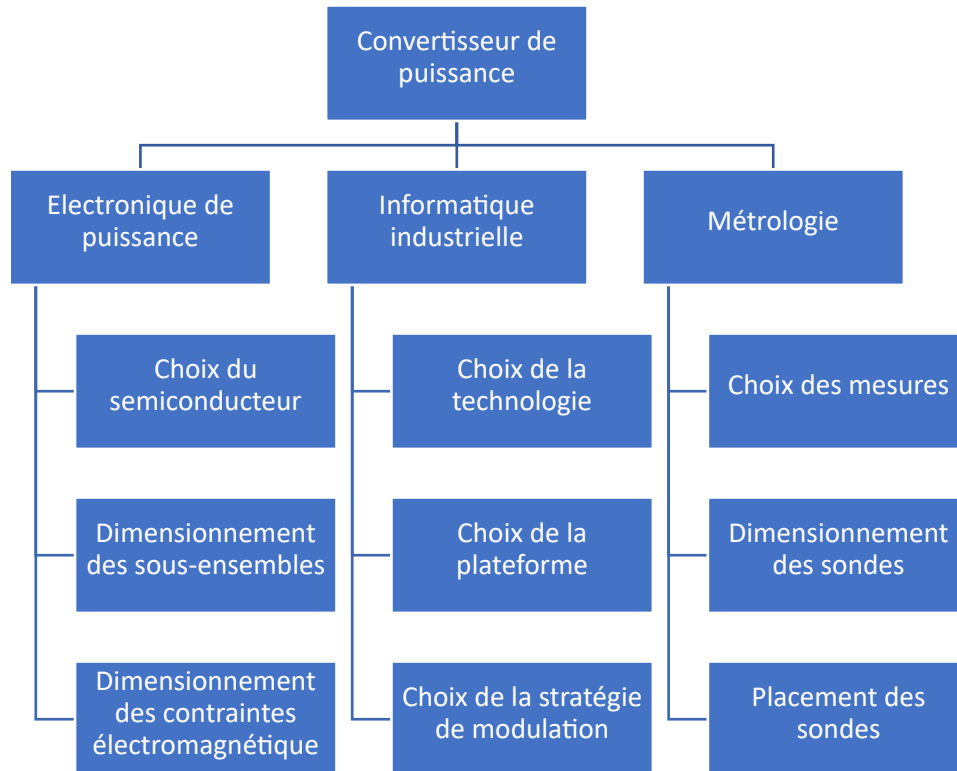 Convertisseur de
puissance
Electronique de
puissance
Informatique
industrielle
Métrologie
Choix du
semiconducteur
Choix de la
technologie
Choix des mesures
Dimensionnement
des sous-ensembles
Choix de la
plateforme
Dimensionnement
des sondes
Dimensionnement
des contraintes
électromagnétique
Choix de la stratégie
de modulation
Placement des
sondes